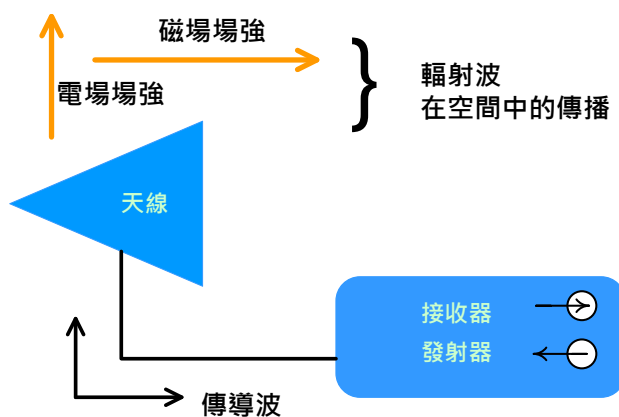 磁場場強
電場場強
輻射波
在空間中的傳播
天線
接收器
發射器
傳導波